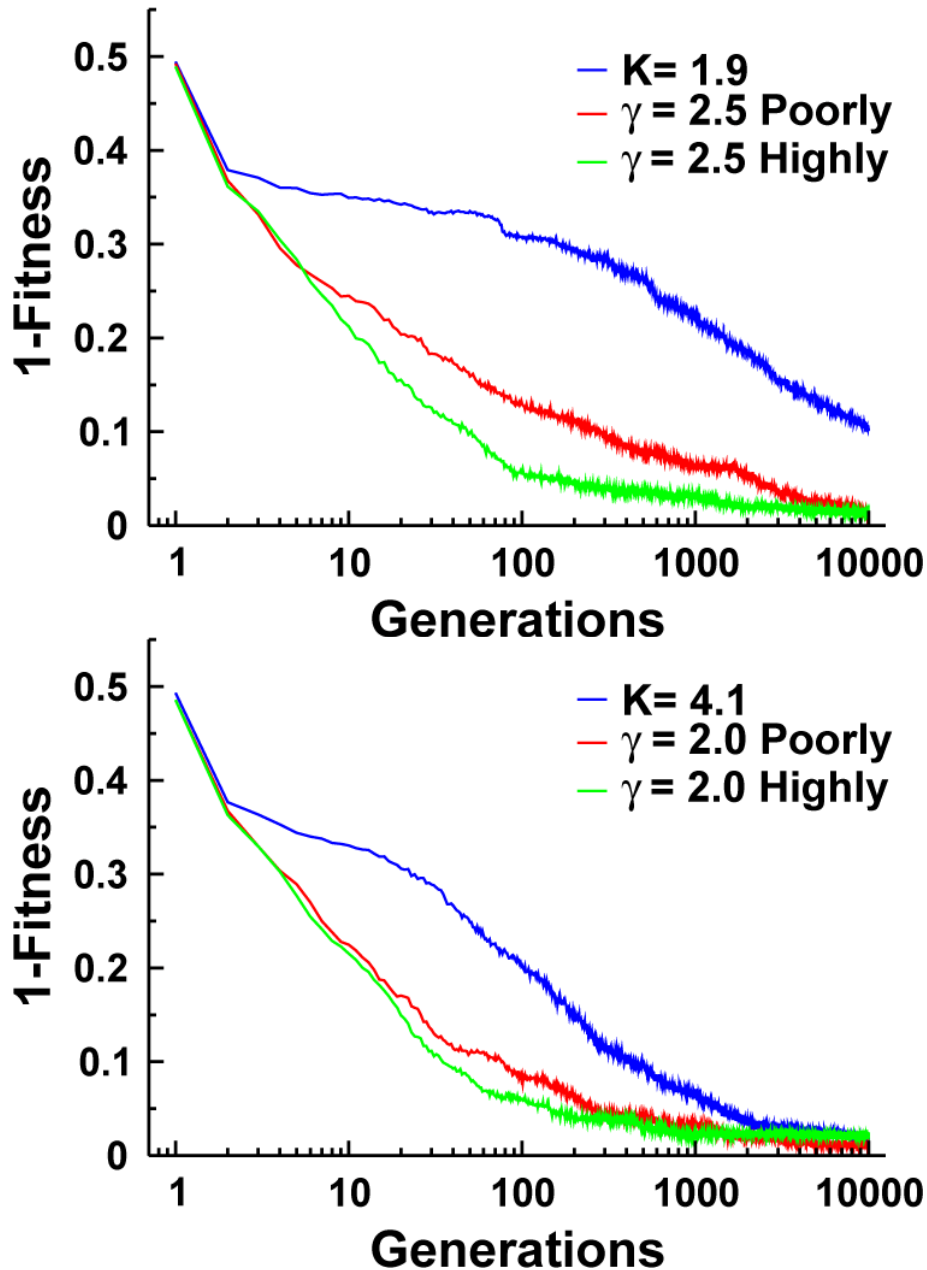 1-Fitness
0.5
0.4
0.3
0.2
0.1
0
K= 1.9
γ = 2.5 Poorly
γ = 2.5 Highly
1 10 100 1000 10000
Generations
1-Fitness
0.5
0.4
0.3
0.2
0.1
0
K= 4.1
γ = 2.0 Poorly
γ = 2.0 Highly
1 10 100 1000 10000
Generations